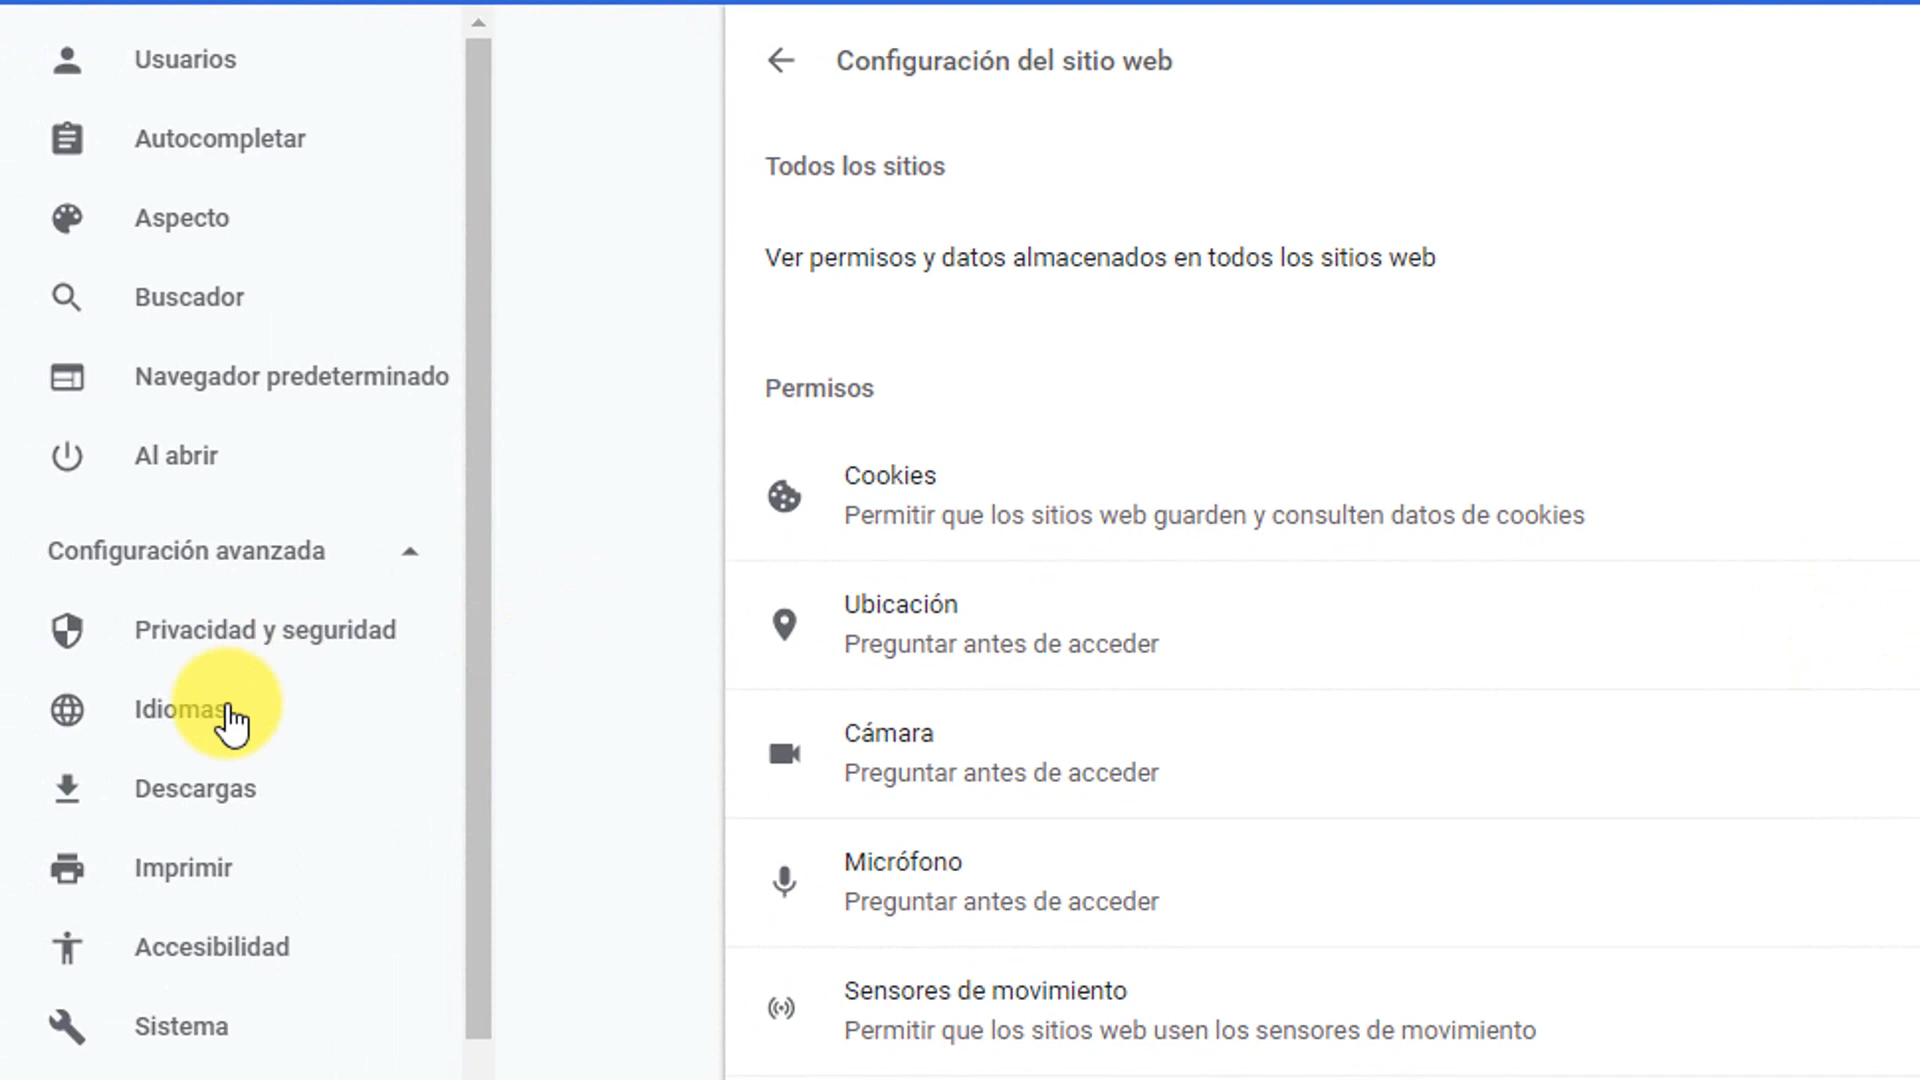 Usuarios
Autocompletar
Aspecto
Buscador
Navegador predeterminado
Al abrir
Configuración avanzada
Privacidad y seguridad
Idiomas
Descargas
Imprimir
Accesibilidad
Sistema
Configuración del sitio web
Todos los sitios
Ver permisos y datos almacenados en todos los sitios web
Permisos
Cookies
Permitir que los sitios web guarden y consulten datos de cookies
Ubicación
Preguntar antes de acceder
Cámara
Preguntar antes de acceder
Micrófono
Preguntar antes de acceder
Sensores de movimiento
Permitir que los sitios web usen los sensores de movimiento